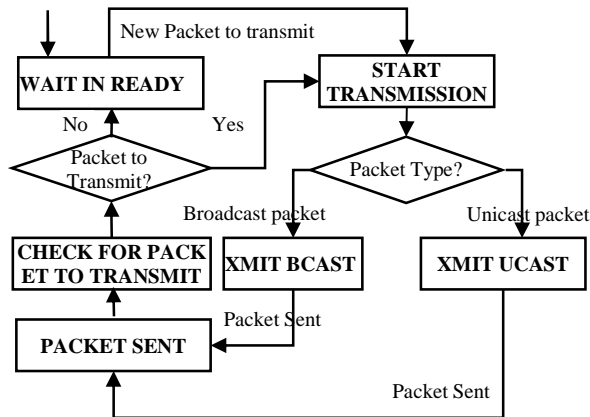 New Packet to transmit
WAIT IN READY
START
TRANSMISSION
No
Yes
Packet to
Transmit?
Packet Type?
Broadcast packet
Unicast packet
CHECK FOR PACK
ET TO TRANSMIT
XMIT BCAST
XMIT UCAST
Packet Sent
PACKET SENT
Packet Sent